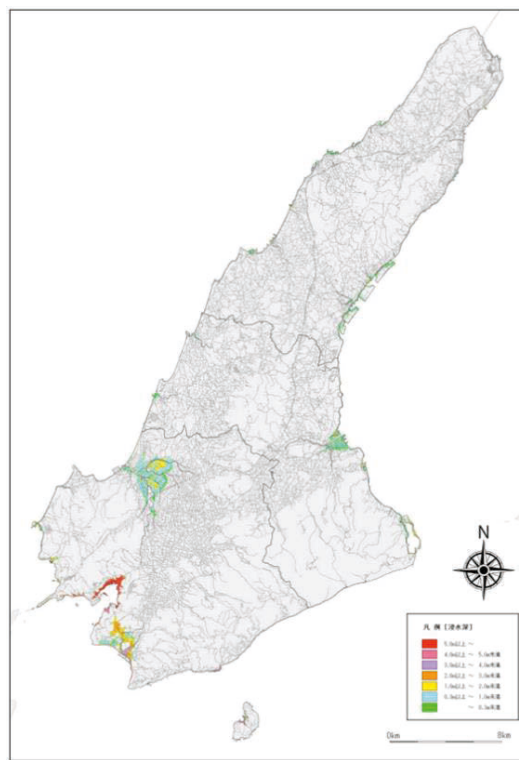 N
凡 例 [浸水深]
5.0m以上 ～
4.0m以上 ～ 5.0m未満
3.0m以上 ～ 4.0m未満
2.0m以上 ～ 3.0m未満
1.0m以上 ～ 2.0m未満
0.3m以上 ～ 1.0m未満
～ 0.3m未満
0km 8km